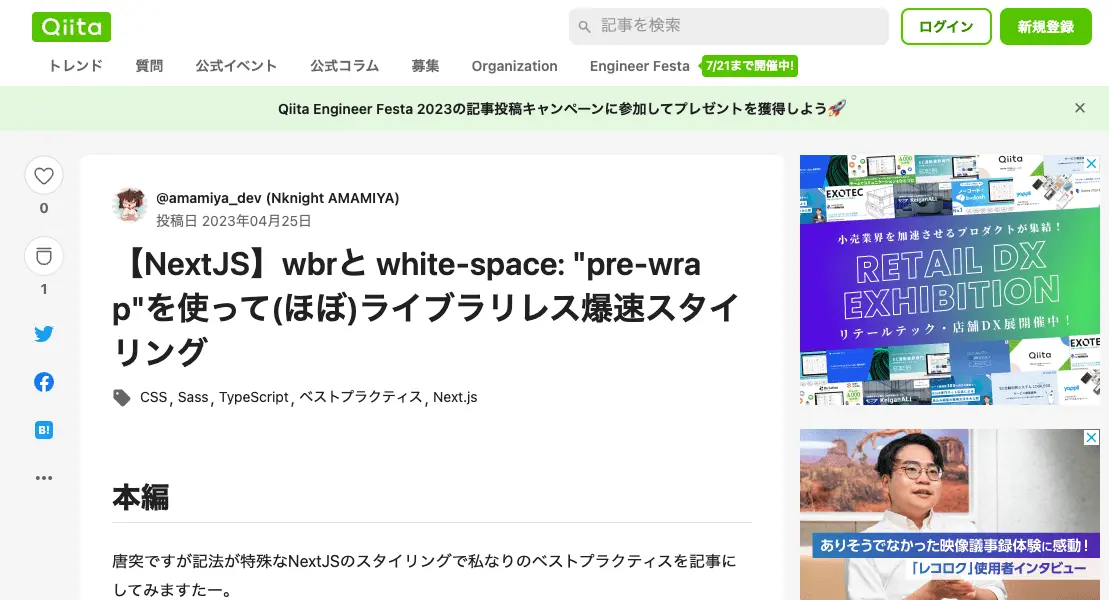 Qiita
記事を検索
ログイン
新規登録
トレンド
質問
公式イベント
公式コラム
募集
Organization
Engineer Festa
7/21まで開催中!
Qiita Engineer Festa 2023の記事投稿キャンペーンに参加してプレゼントを獲得しよう🚀
0
1
B!
@amamiya_dev (Nknight AMAMIYA)
投稿日 2023年04月25日
【NextJS】wbrと white-space: "pre-wra
p"を使って(ほぼ)ライブラリレス爆速スタイ
リング
CSS, Sass, TypeScript, ベストプラクティス, Next.js
本編
唐突ですが記法が特殊なNextJSのスタイリングで私なりのベストプラクティスを記事に
してみますたー。
Qiita
EXOTEC
KeiganALI
b→dash
yappli
小売業界を加速させるプロダクトが集結!
RETAIL DX
EXHIBITION
リテールテック・店舗DX展開催中!
Qiita
EXOTE
yappli
KeiganALI
ありそうでなかった映像議事録体験に感動!
「レコロク」使用者インタビュー